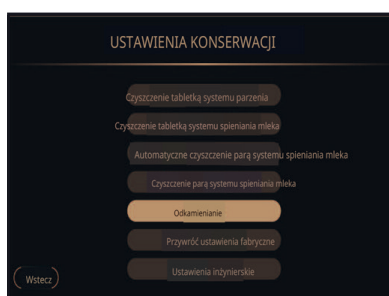 USTAWIENIA KONSERWACJI
Czyszczenie tabletką systemu parzenia
Czyszczenie tabletką systemu spieniania mleka
Automatyczne czyszczenie parą systemu spieniania mleka
Czyszczenie parą systemu spieniania mleka
Odkamienianie
Przywróć ustawienia fabryczne
Ustawienia inżynierskie
Wstecz